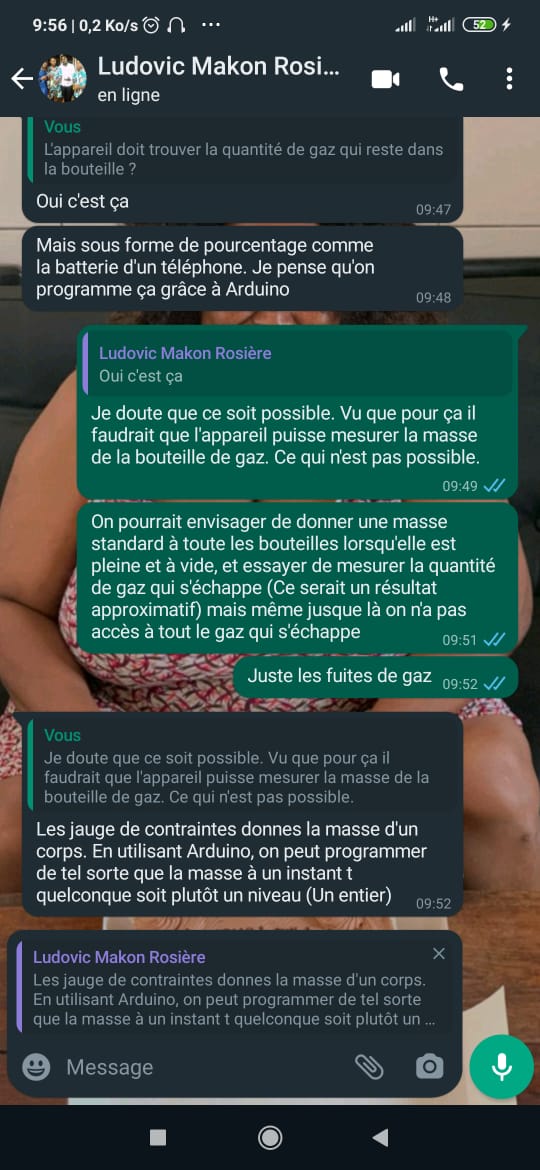 9:56 | 0,2 Ko/s ...
H+
52
Ludovic Makon Rosi...
en ligne
Vous
L'appareil doit trouver la quantité de gaz qui reste dans
la bouteille ?
Oui c'est ça
09:47
Mais sous forme de pourcentage comme
la batterie d'un téléphone. Je pense qu'on
programme ça grâce à Arduino
09:48
Ludovic Makon Rosière
Oui c'est ça
Je doute que ce soit possible. Vu que pour ça il
faudrait que l'appareil puisse mesurer la masse
de la bouteille de gaz. Ce qui n'est pas possible.
09:49
On pourrait envisager de donner une masse
standard à toute les bouteilles lorsqu'elle est
pleine et à vide, et essayer de mesurer la quantité
de gaz qui s'échappe (Ce serait un résultat
approximatif) mais même jusque là on n'a pas
accès à tout le gaz qui s'échappe
09:51
Juste les fuites de gaz
09:52
Vous
Je doute que ce soit possible. Vu que pour ça il
faudrait que l'appareil puisse mesurer la masse de la
bouteille de gaz. Ce qui n'est pas possible.
Les jauge de contraintes donnes la masse d'un
corps. En utilisant Arduino, on peut programmer
de tel sorte que la masse à un instant t
quelconque soit plutôt un niveau (Un entier)
09:52
Ludovic Makon Rosière
Les jauge de contraintes donnes la masse d'un corps.
En utilisant Arduino, on peut programmer de tel sorte
que la masse à un instant t quelconque soit plutôt un ...
Message